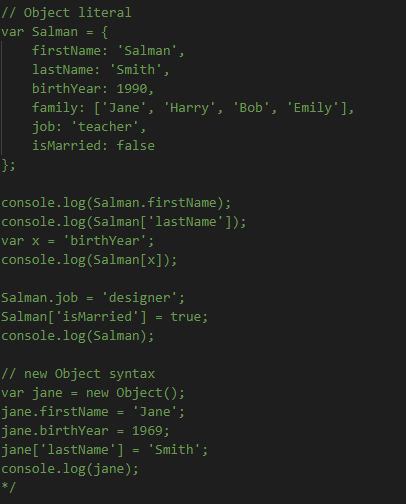 // Object literal
var Salman = {
    firstName: 'Salman',
    lastName: 'Smith',
    birthYear: 1990,
    family: ['Jane', 'Harry', 'Bob', 'Emily'],
    job: 'teacher',
    isMarried: false
};

console.log(Salman.firstName);
console.log(Salman['lastName']);
var x = 'birthYear';
console.log(Salman[x]);

Salman.job = 'designer';
Salman['isMarried'] = true;
console.log(Salman);

// new Object syntax
var jane = new Object();
jane.firstName = 'Jane';
jane.birthYear = 1969;
jane['lastName'] = 'Smith';
console.log(jane);
*/